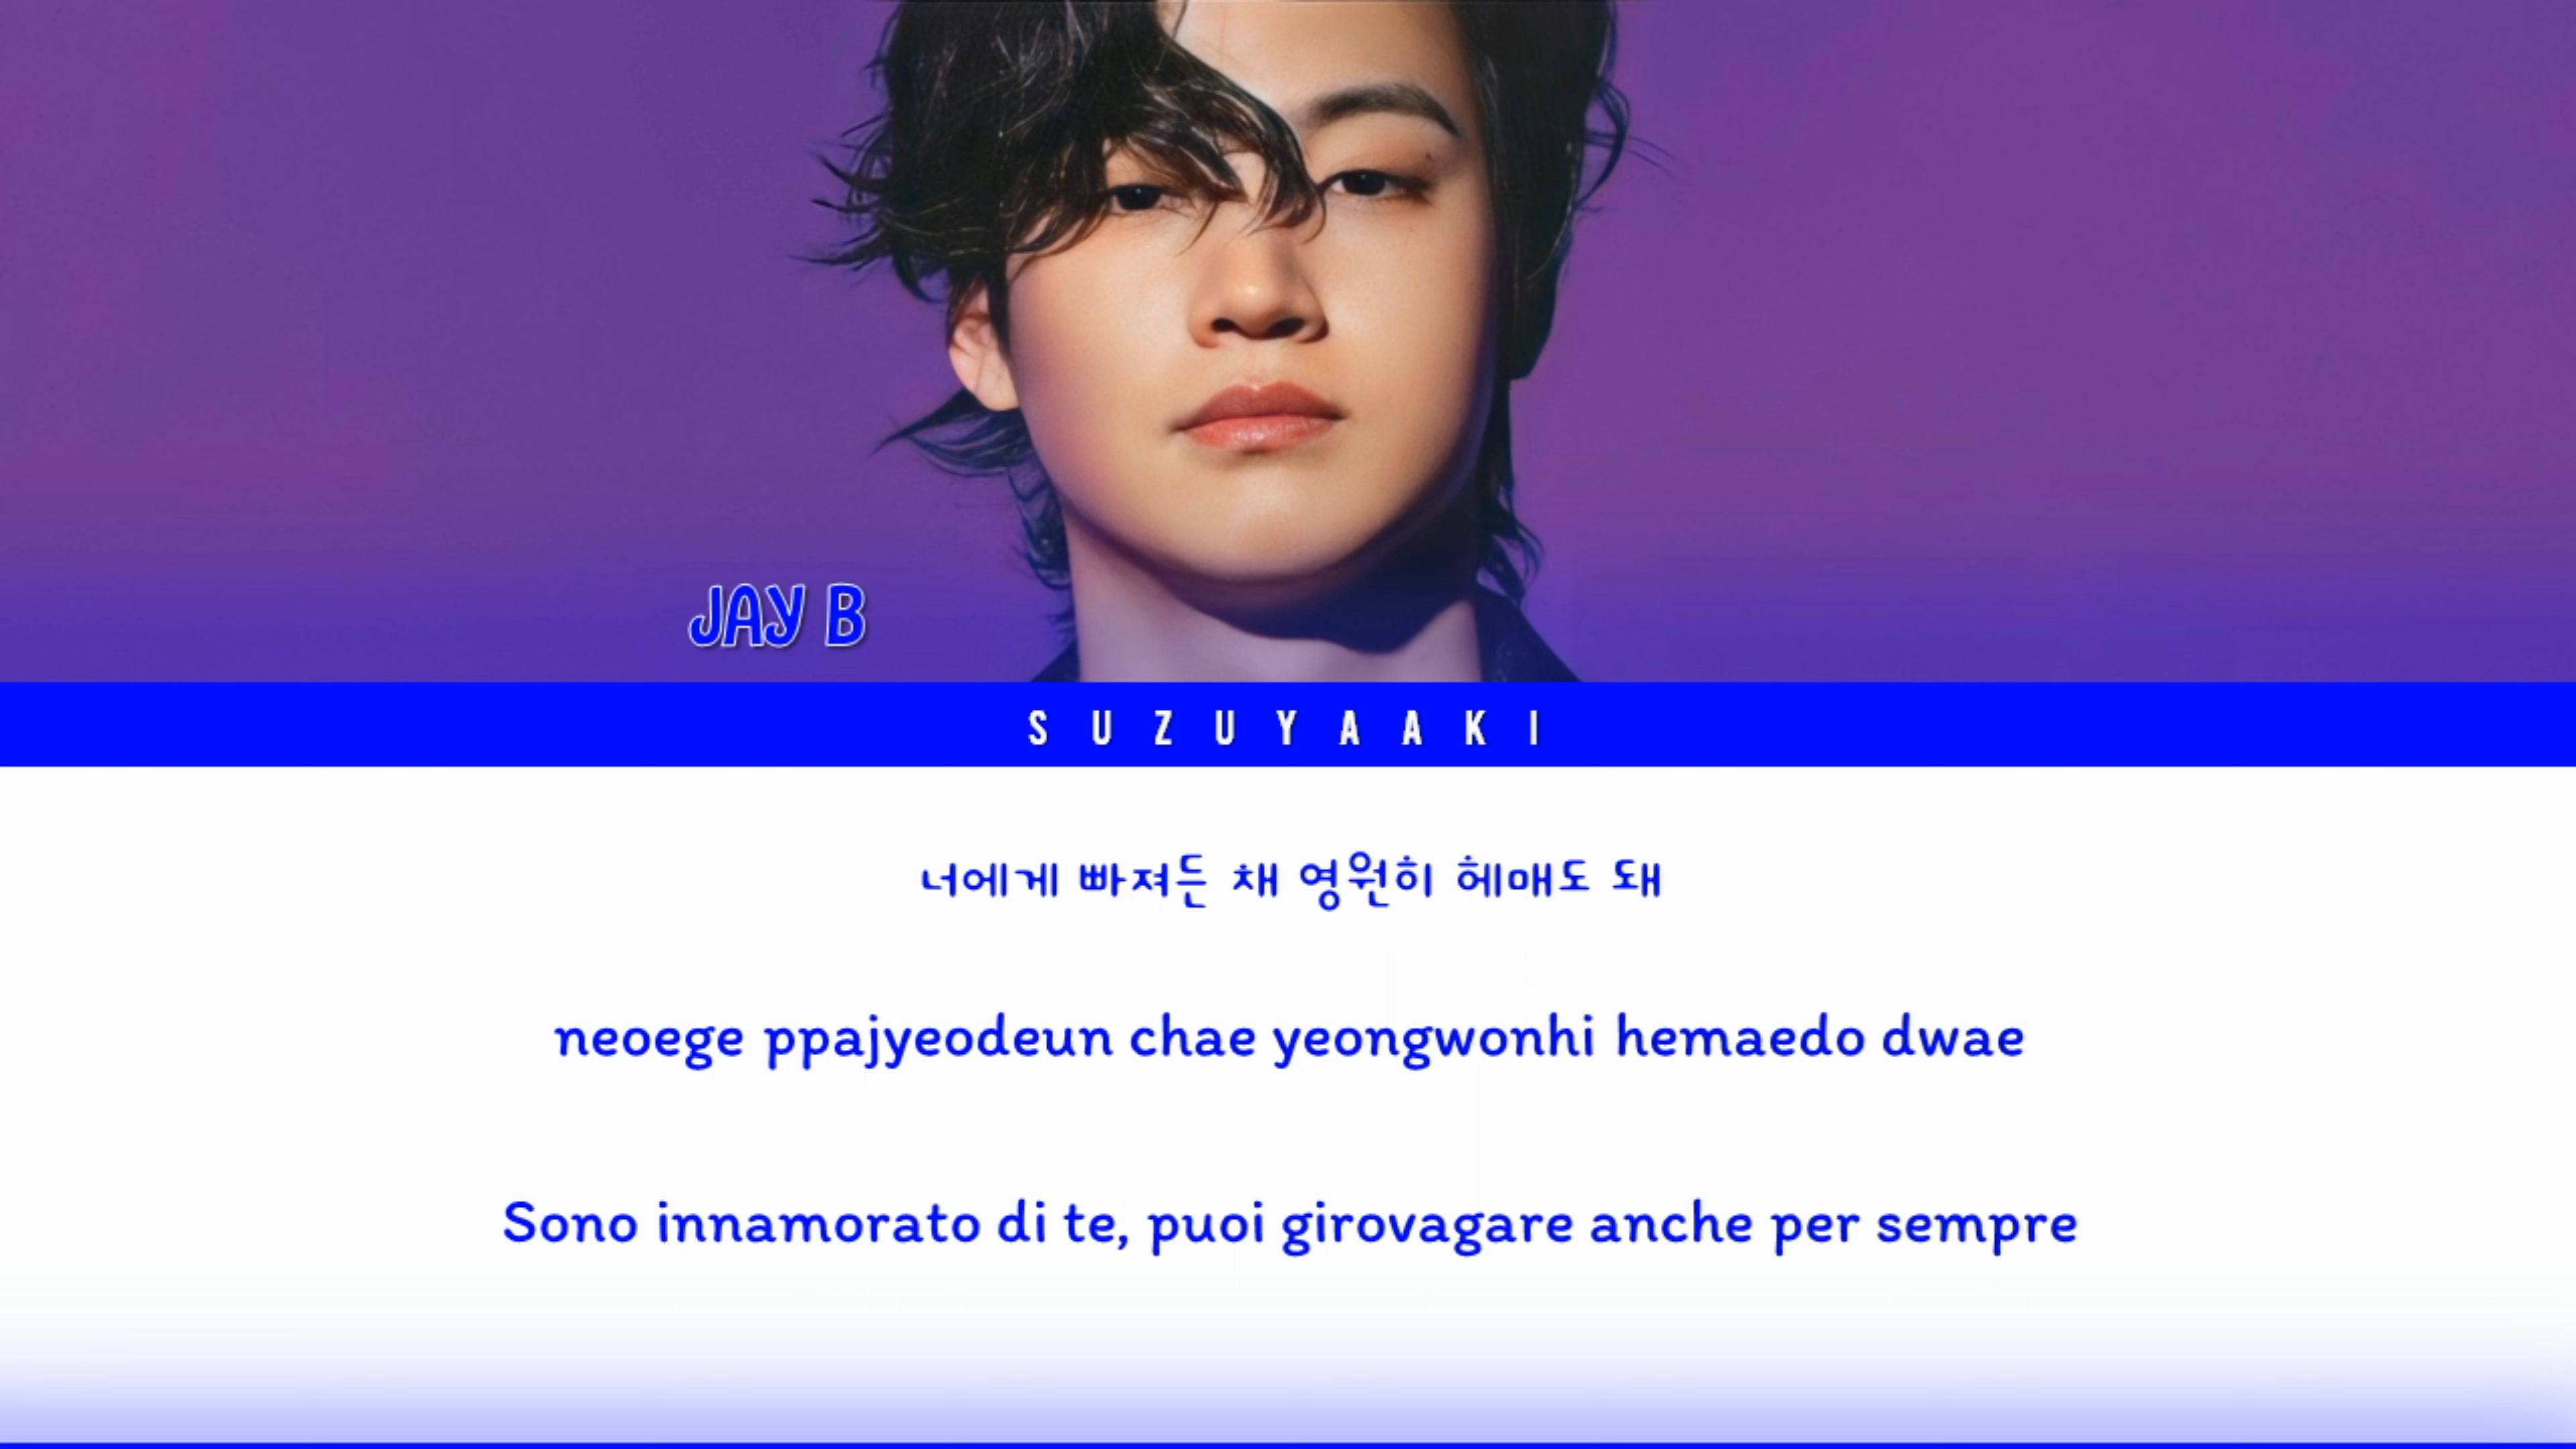 JAY B
SUZUYAAKI
너에게 빠져든 채 영원히 헤매도 돼
neoege ppajyeodeun chae yeongwonhi hemaedo dwae
Sono innamorato di te, puoi girovagare anche per sempre